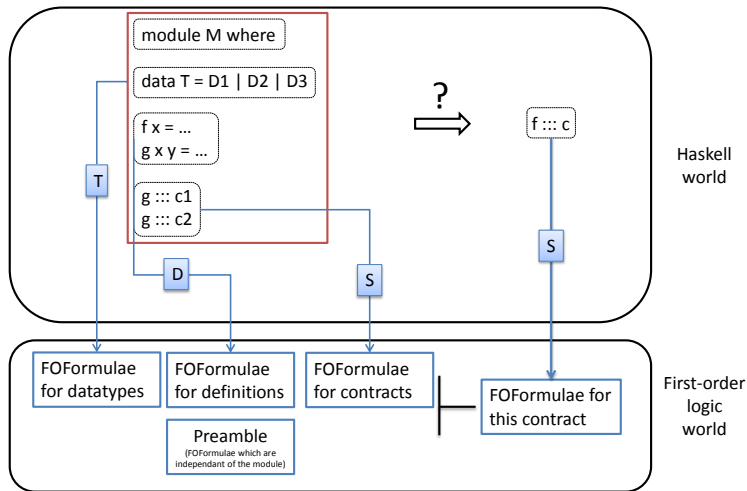 module M where
data T = D1 | D2 | D3
f x = ...
g x y = ...
g ::: c1
g ::: c2
?
f ::: c
Haskell
world
T
D
S
S
FOFormulae
for datatypes
FOFormulae
for definitions
FOFormulae
for contracts
FOFormulae for
this contract
First-order
logic
world
Preamble
(FOFormulae which are
independant of the module)